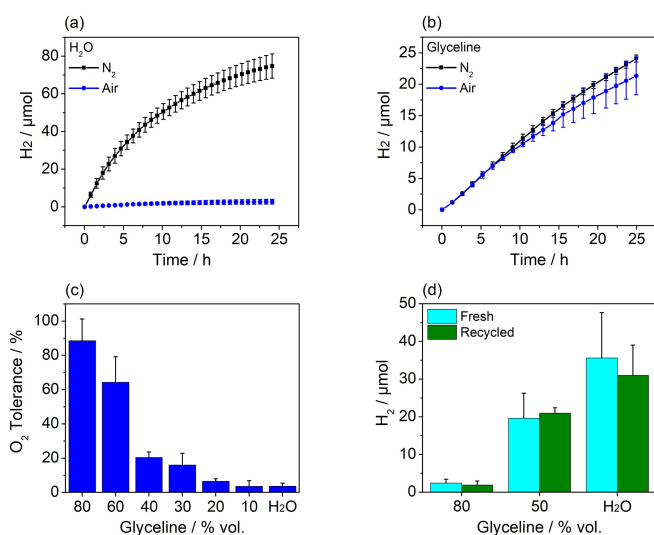 (a)
H₂O
N₂
Air
H2 / μmol
80
60
40
20
0
0 5 10 15 20 25
Time / h
(b)
Glyceline
N₂
Air
H2 / μmol
25
20
15
10
5
0
0 5 10 15 20 25
Time / h
(c)
O₂ Tolerance / %
100
80
60
40
20
0
80 60 40 30 20 10 H₂O
Glyceline / % vol.
(d)
Fresh
Recycled
H₂ / μmol
50
40
30
20
10
0
80 50 H₂O
Glyceline / % vol.